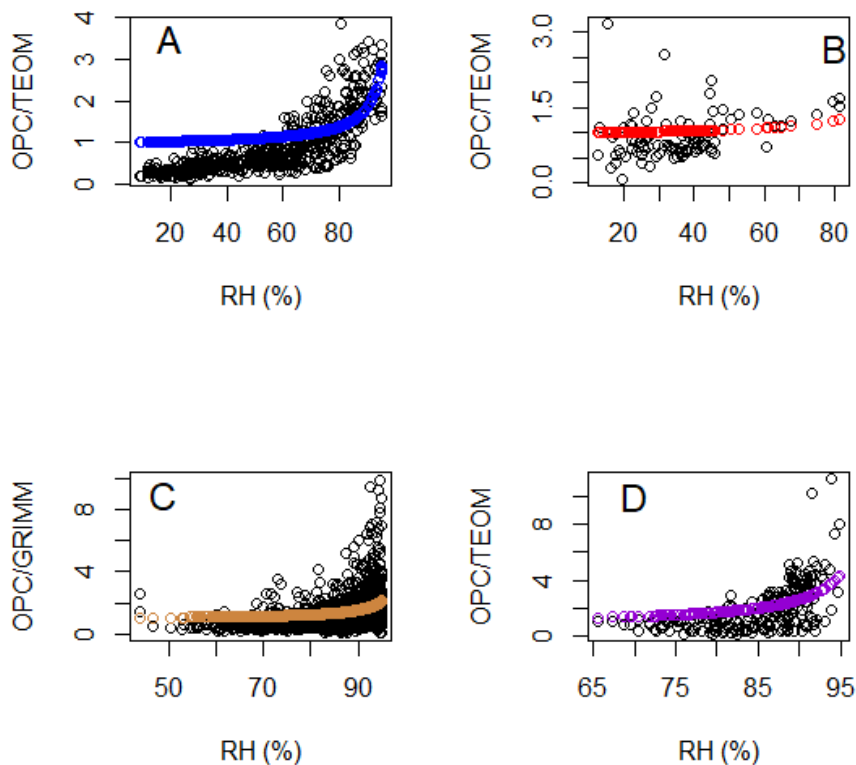 A
OPC/TEOM
0 1 2 3 4
20 40 60 80
RH (%)
B
OPC/TEOM
0.0 1.5 3.0
20 40 60 80
RH (%)
C
OPC/GRIMM
0 4 8
50 70 90
RH (%)
D
OPC/TEOM
0 4 8
65 75 85 95
RH (%)